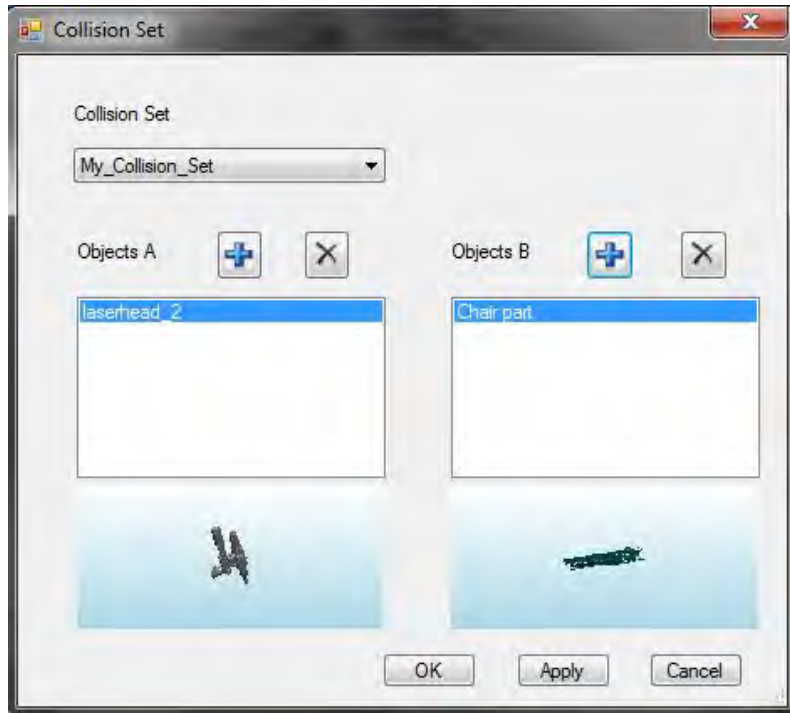 Collision Set
Collision Set
My_Collision_Set
Objects A
Objects B
laserhead_2
Chair part
OK
Apply
Cancel